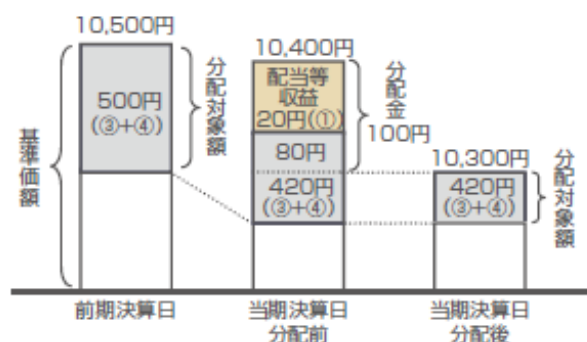 10,500円
500円
(③+④)
分配対象額
基準価額
前期決算日
10,400円
配当等
収益
20円(①)
80円
420円
(③+④)
分配金
100円
当期決算日
分配前
10,300円
420円
(③+④)
分配対象額
当期決算日
分配後